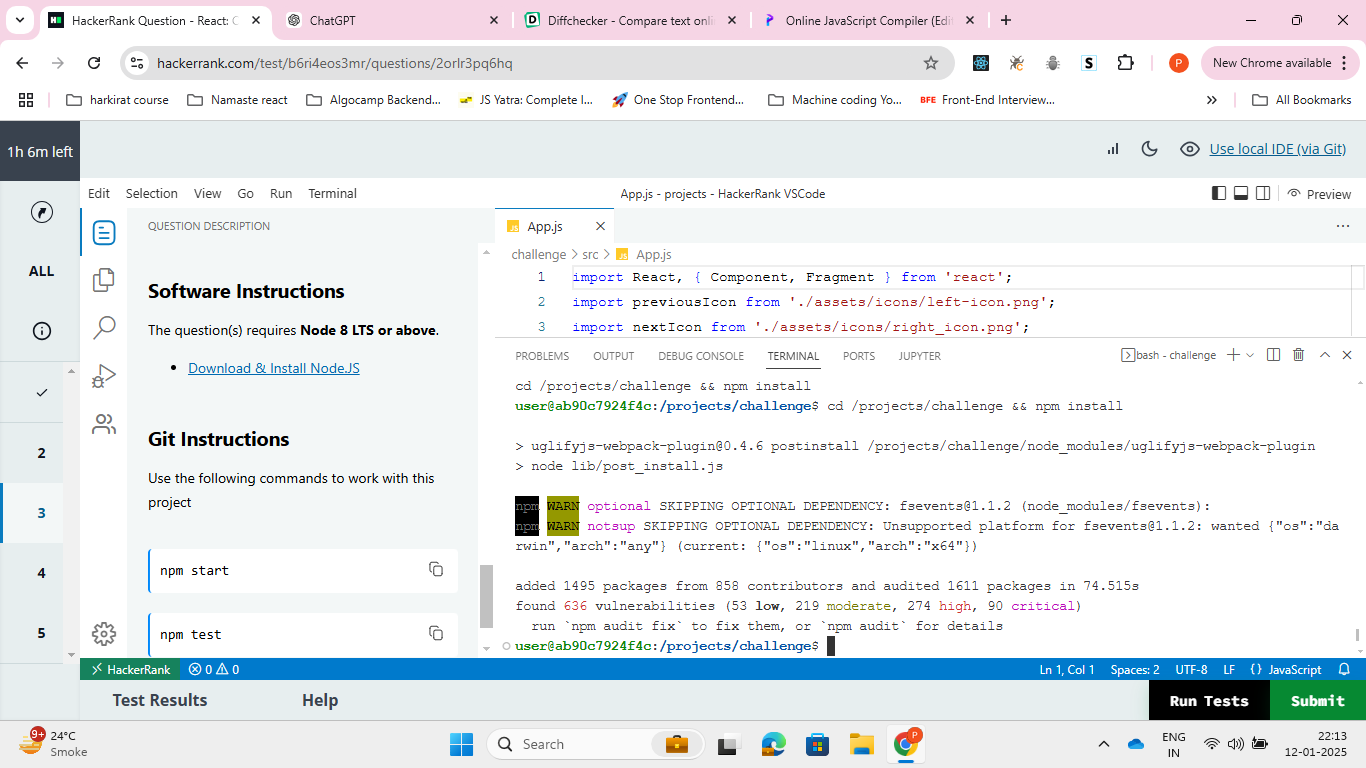 HackerRank Question - React: C
ChatGPT
Diffchecker - Compare text onli
Online JavaScript Compiler (Edit
hackerrank.com/test/b6ri4eos3mr/questions/2orlr3pq6hq
S
P
New Chrome available
harkirat course
Namaste react
Algocamp Backend...
JS Yatra: Complete I...
One Stop Frontend...
Machine coding Yo...
BFE Front-End Interview...
All Bookmarks
1h 6m left
Use local IDE (via Git)
Edit Selection View Go Run Terminal
App.js - projects - HackerRank VSCode
Preview
ALL
2
3
4
5
QUESTION DESCRIPTION
Software Instructions
The question(s) requires Node 8 LTS or above.
Download & Install NodeJS
Git Instructions
Use the following commands to work with this
project
npm start
npm test
JS App.js
challenge > src > JS App.js
1 import React, { Component, Fragment } from 'react';
2 import previousIcon from './assets/icons/left-icon.png';
3 import nextIcon from './assets/icons/right_icon.png';
PROBLEMS OUTPUT DEBUG CONSOLE TERMINAL PORTS JUPYTER
bash - challenge
cd /projects/challenge && npm install
user@ab90c7924f4c:/projects/challenge$ cd /projects/challenge && npm install
> uglifyjs-webpack-plugin@0.4.6 postinstall /projects/challenge/node_modules/uglifyjs-webpack-plugin
> node lib/post_install.js
npm WARN optional SKIPPING OPTIONAL DEPENDENCY: fsevents@1.1.2 (node_modules/fsevents):
npm WARN notsup SKIPPING OPTIONAL DEPENDENCY: Unsupported platform for fsevents@1.1.2: wanted {"os":"da
rwin","arch":"any"} (current: {"os":"linux","arch":"x64"})
added 1495 packages from 858 contributors and audited 1611 packages in 74.515s
found 636 vulnerabilities (53 low, 219 moderate, 274 high, 90 critical)
run `npm audit fix` to fix them, or `npm audit` for details
user@ab90c7924f4c:/projects/challenge$
HackerRank
0 0
Ln 1, Col 1 Spaces: 2 UTF-8 LF {} JavaScript
Test Results
Help
Run Tests
Submit
9+
24°C
Smoke
Search
P
ENG
IN
22:13
12-01-2025